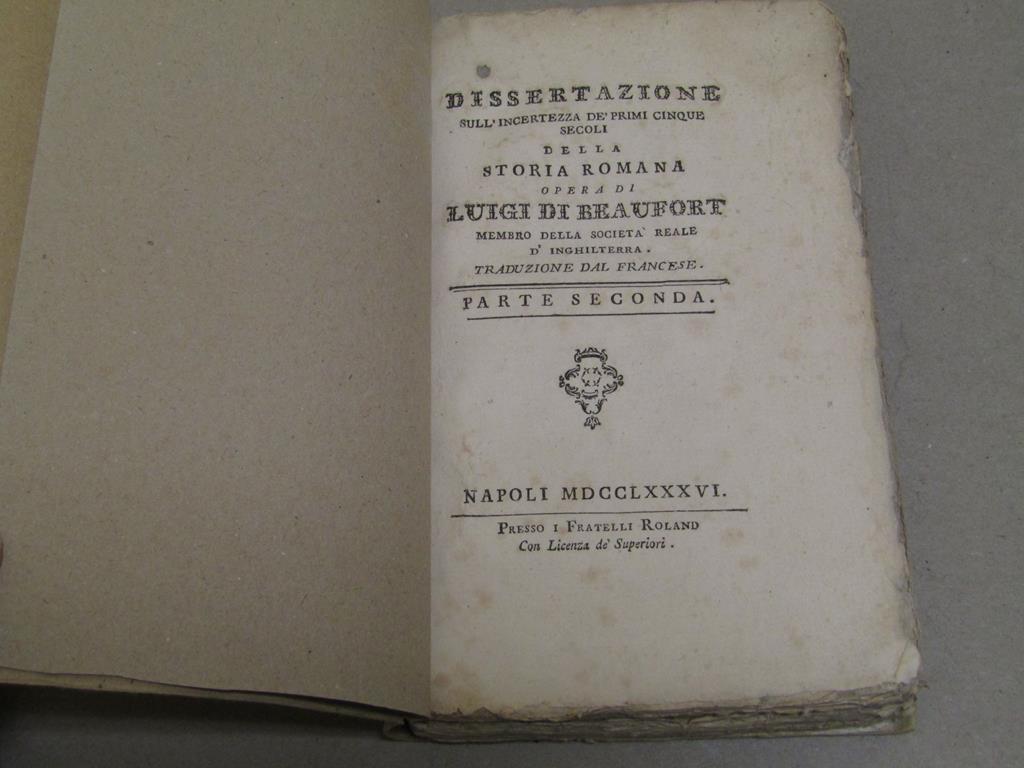 DISSERTAZIONE
SULL'INCERTEZZA DE' PRIMI CINQUE
SECOLI
DELLA
STORIA ROMANA
OPERA DI
LUIGI DI BEAUFORT
MEMBRO DELLA SOCIETA' REALE
D' INGHILTERRA.
TRADUZIONE DAL FRANCESE.
PARTE SECONDA.
NAPOLI MDCCLXXXVI.
PRESSO I FRATELLI ROLAND
Con Licenza de' Superiori.